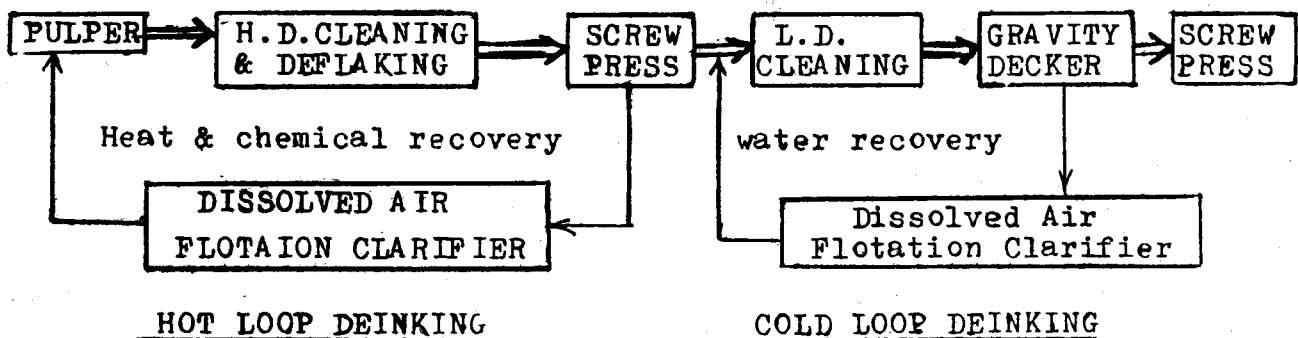 PULPER
H.D.CLEANING
& DEFLAKING
SCREW
PRESS
L.D.
CLEANING
GRAVITY
DECKER
SCREW
PRESS
Heat & chemical recovery
water recovery
DISSOLVED AIR
FLOTAION CLARIFIER
Dissolved Air
Flotation Clarifier
HOT LOOP DEINKING
COLD LOOP DEINKING